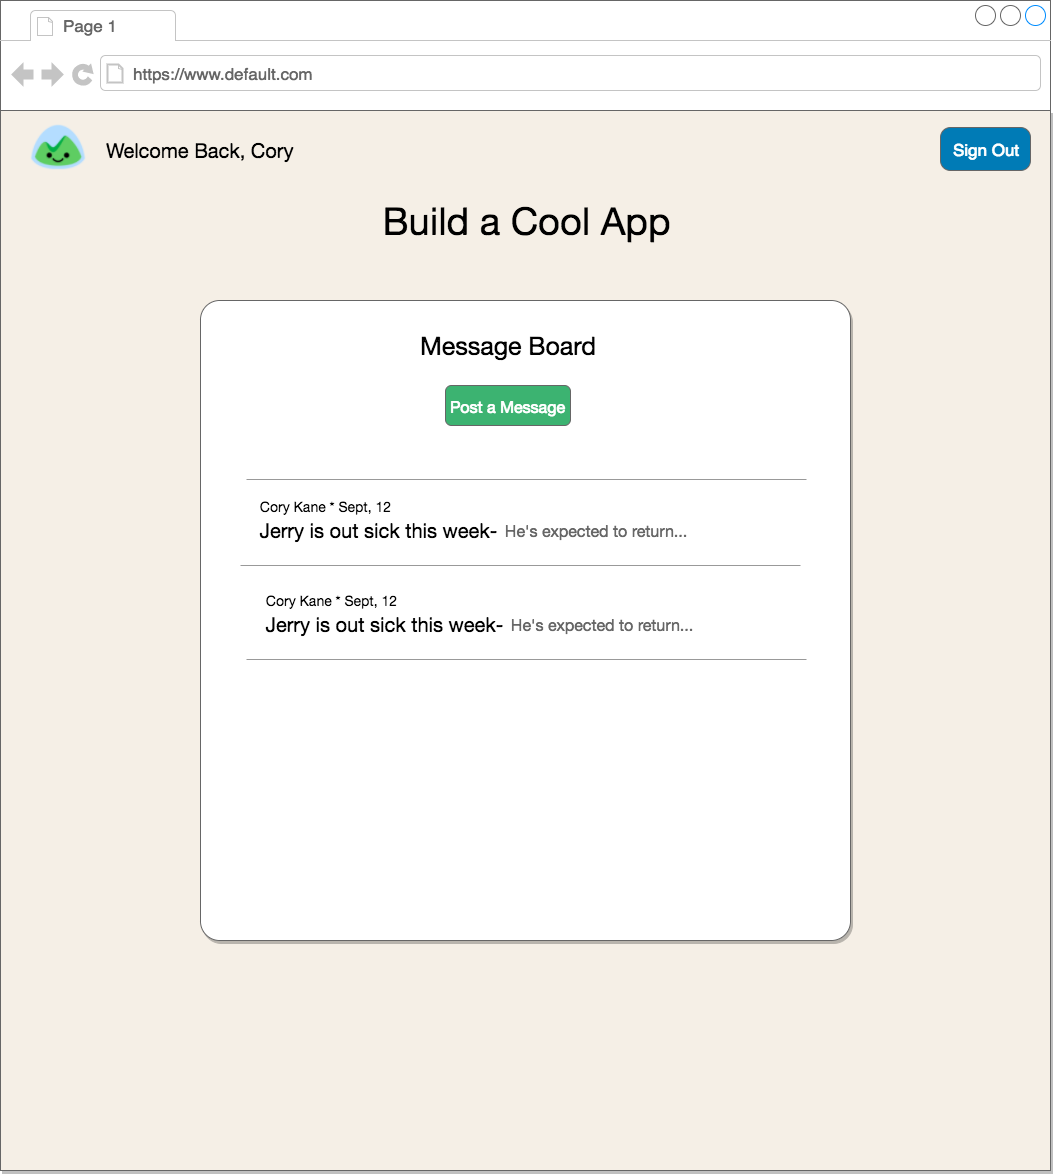 Page 1
https://www.default.com
Welcome Back, Cory
Sign Out
Build a Cool App
Message Board
Post a Message
Cory Kane * Sept, 12
Jerry is out sick this week- He's expected to return...
Cory Kane * Sept, 12
Jerry is out sick this week- He's expected to return...